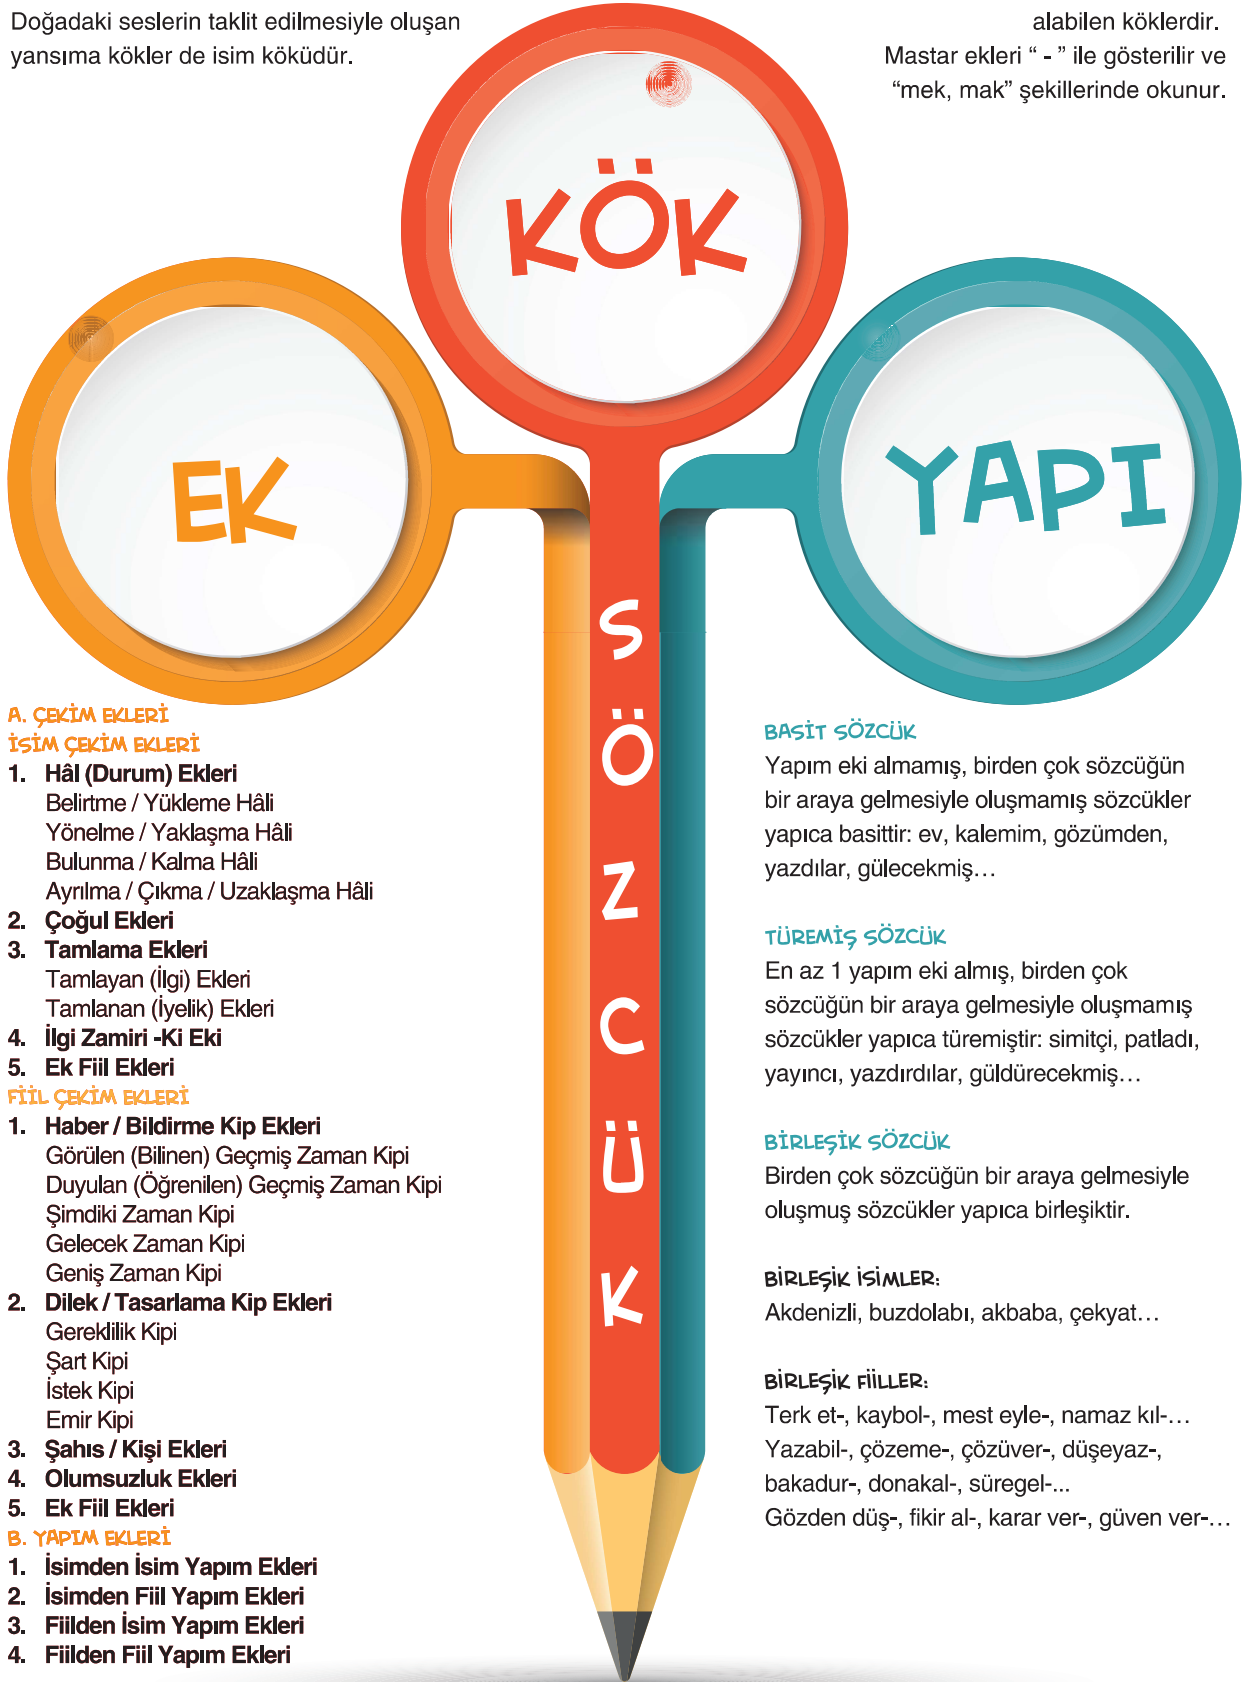 Doğadaki seslerin taklit edilmesiyle oluşan
yansıma kökler de isim köküdür.
alabilen köklerdir.
Mastar ekleri “ - ” ile gösterilir ve
“mek, mak” şekillerinde okunur.
KÖK
EK
YAPI
SÖZCÜK
A. ÇEKİM EKLERİ
İSİM ÇEKİM EKLERİ
1. Hâl (Durum) Ekleri
Belirtme / Yükleme Hâli
Yönelme / Yaklaşma Hâli
Bulunma / Kalma Hâli
Ayrılma / Çıkma / Uzaklaşma Hâli
2. Çoğul Ekleri
3. Tamlama Ekleri
Tamlayan (İlgi) Ekleri
Tamlanan (İyelik) Ekleri
4. İlgi Zamiri -Ki Eki
5. Ek Fiil Ekleri
FİİL ÇEKİM EKLERİ
1. Haber / Bildirme Kip Ekleri
Görülen (Bilinen) Geçmiş Zaman Kipi
Duyulan (Öğrenilen) Geçmiş Zaman Kipi
Şimdiki Zaman Kipi
Gelecek Zaman Kipi
Geniş Zaman Kipi
2. Dilek / Tasarlama Kip Ekleri
Gereklilik Kipi
Şart Kipi
İstek Kipi
Emir Kipi
3. Şahıs / Kişi Ekleri
4. Olumsuzluk Ekleri
5. Ek Fiil Ekleri
B. YAPIM EKLERİ
1. İsimden İsim Yapım Ekleri
2. İsimden Fiil Yapım Ekleri
3. Fiilden İsim Yapım Ekleri
4. Fiilden Fiil Yapım Ekleri
BASİT SÖZCÜK
Yapım eki almamış, birden çok sözcüğün
bir araya gelmesiyle oluşmamış sözcükler
yapıca basittir: ev, kalemim, gözümden,
yazdılar, gülecekmiş…
TÜREMİŞ SÖZCÜK
En az 1 yapım eki almış, birden çok
sözcüğün bir araya gelmesiyle oluşmamış
sözcükler yapıca türemiştir: simitçi, patladı,
yayıncı, yazdırdılar, güldürecekmiş…
BİRLEŞİK SÖZCÜK
Birden çok sözcüğün bir araya gelmesiyle
oluşmuş sözcükler yapıca birleşiktir.
BİRLEŞİK İSİMLER:
Akdenizli, buzdolabı, akbaba, çekyat…
BİRLEŞİK FİİLLER:
Terk et-, kaybol-, mest eyle-, namaz kıl-…
Yazabil-, çözeme-, çözüver-, düşeyaz-,
bakadur-, donakal-, süregel-...
Gözden düş-, fikir al-, karar ver-, güven ver-…